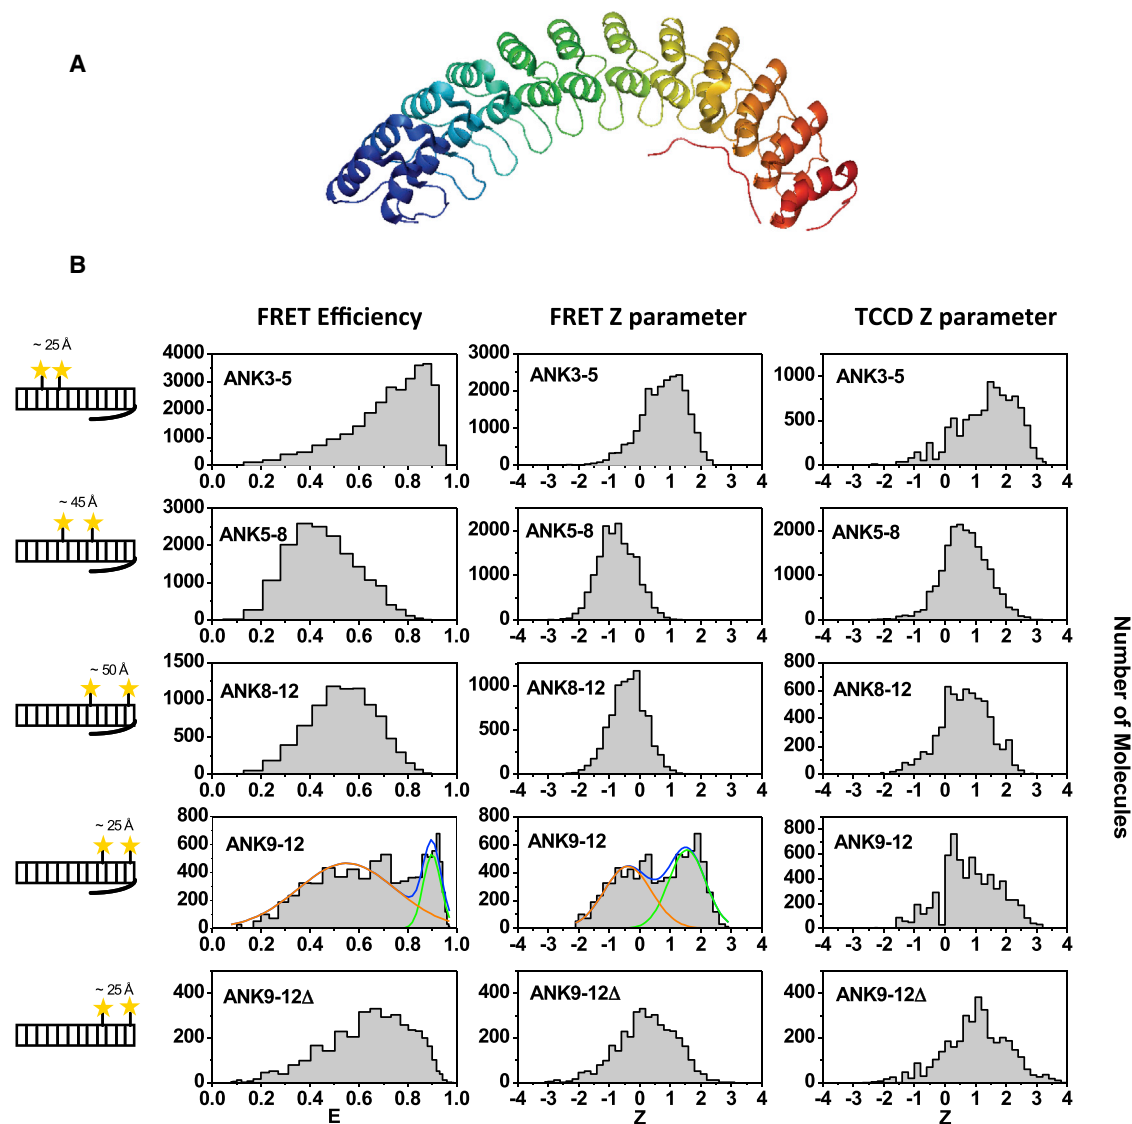 A
B
FRET Efficiency
FRET Z parameter
TCCD Z parameter
~ 25 Å
4000
3000
2000
1000
0
ANK3-5
0.0 0.2 0.4 0.6 0.8 1.0
3000
2000
1000
0
ANK3-5
-4 -3 -2 -1 0 1 2 3 4
1000
500
0
ANK3-5
-4 -3 -2 -1 0 1 2 3 4
~ 45 Å
3000
2000
1000
0
ANK5-8
0.0 0.2 0.4 0.6 0.8 1.0
2000
1000
0
ANK5-8
-4 -3 -2 -1 0 1 2 3 4
2000
1000
0
ANK5-8
-4 -3 -2 -1 0 1 2 3 4
~ 50 Å
1500
1000
500
0
ANK8-12
0.0 0.2 0.4 0.6 0.8 1.0
1000
500
0
ANK8-12
-4 -3 -2 -1 0 1 2 3 4
800
600
400
200
0
ANK8-12
-4 -3 -2 -1 0 1 2 3 4
~ 25 Å
800
600
400
200
0
ANK9-12
0.0 0.2 0.4 0.6 0.8 1.0
800
600
400
200
0
ANK9-12
-4 -3 -2 -1 0 1 2 3 4
800
600
400
200
0
ANK9-12
-4 -3 -2 -1 0 1 2 3 4
~ 25 Å
400
200
0
ANK9-12Δ
0.0 0.2 0.4 0.6 0.8 1.0
E
400
200
0
ANK9-12Δ
-4 -3 -2 -1 0 1 2 3 4
Z
400
200
0
ANK9-12Δ
-4 -3 -2 -1 0 1 2 3 4
Z
Number of Molecules